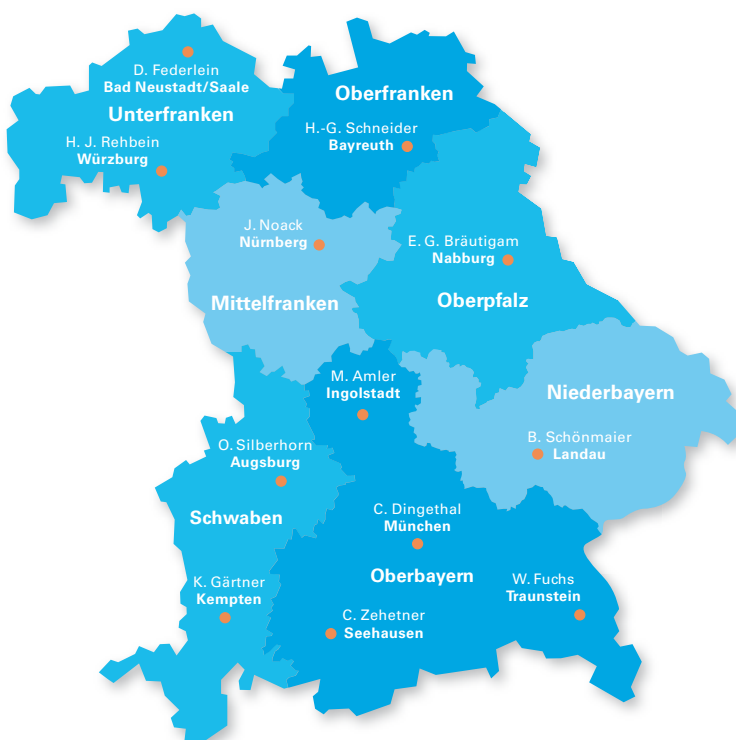 D. Federlein
Bad Neustadt/Saale
Unterfranken
H. J. Rehbein
Würzburg
Oberfranken
H.-G. Schneider
Bayreuth
J. Noack
Nürnberg
Mittelfranken
E. G. Bräutigam
Nabburg
Oberpfalz
M. Amler
Ingolstadt
Niederbayern
B. Schönmaier
Landau
O. Silberhorn
Augsburg
Schwaben
C. Dingethal
München
Oberbayern
K. Gärtner
Kempten
C. Zehetner
Seehausen
W. Fuchs
Traunstein